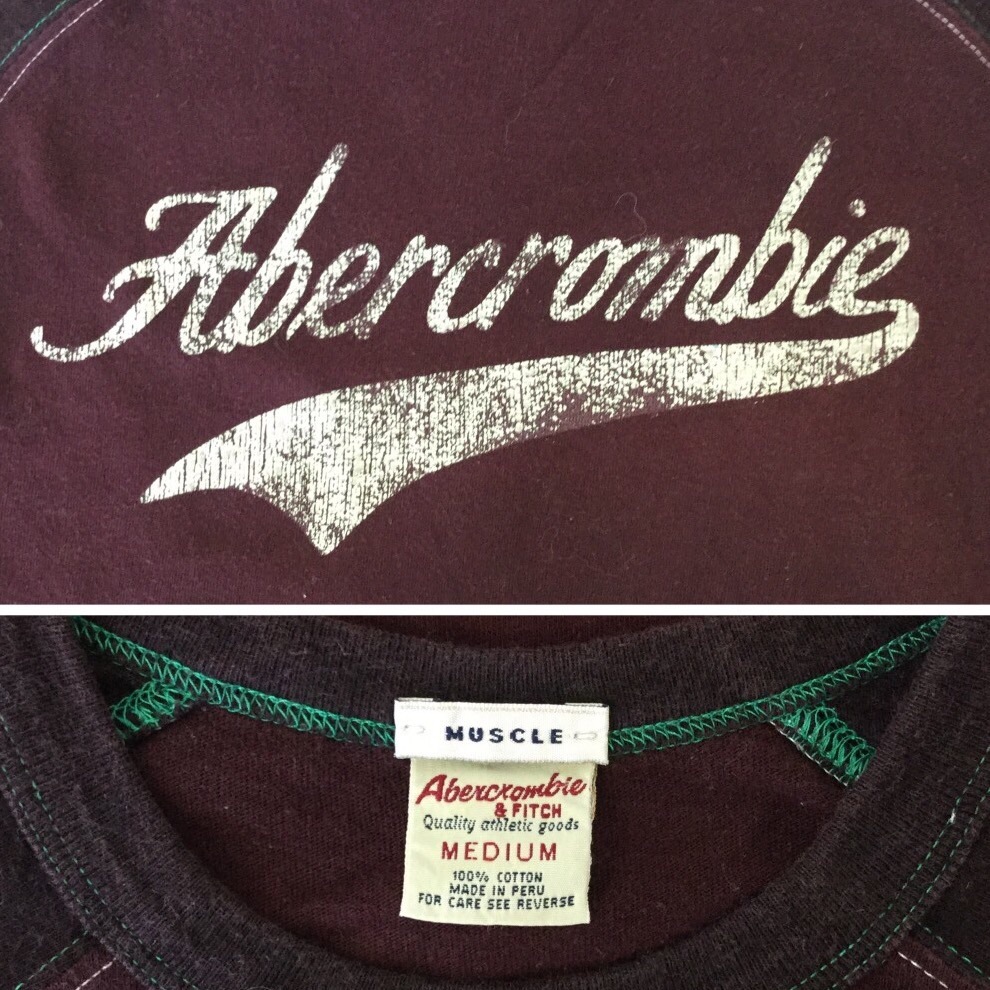 Abercrombie
MUSCLE
Abercrombie
& FITCH
Quality athletic goods
MEDIUM
100% COTTON
MADE IN PERU
FOR CARE SEE REVERSE